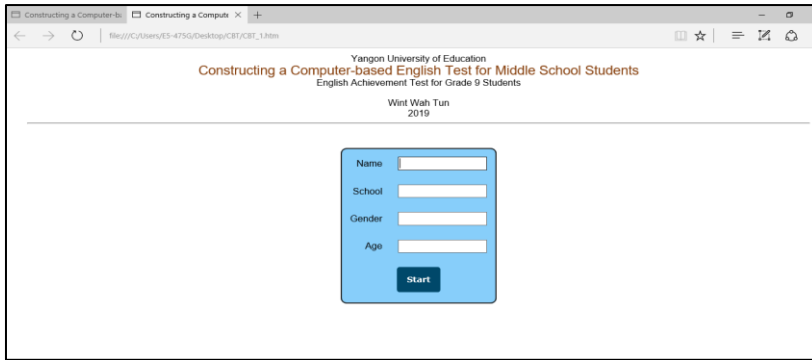 Constructing a Computer-ba
Constructing a Compute
file:///C:/Users/E5-475G/Desktop/CBT/CBT_1.htm
Yangon University of Education
Constructing a Computer-based English Test for Middle School Students
English Achievement Test for Grade 9 Students
Wint Wah Tun
2019
Name
School
Gender
Age
Start